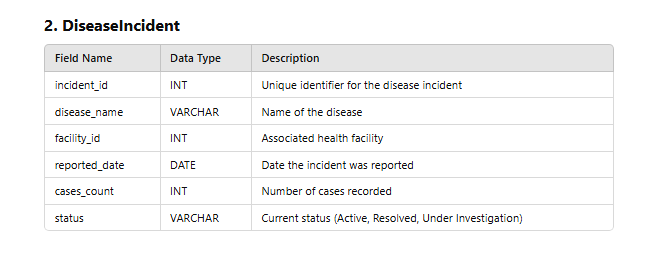 2. DiseaseIncident
Field Name Data Type Description
incident_id INT Unique identifier for the disease incident
disease_name VARCHAR Name of the disease
facility_id INT Associated health facility
reported_date DATE Date the incident was reported
cases_count INT Number of cases recorded
status VARCHAR Current status (Active, Resolved, Under Investigation)